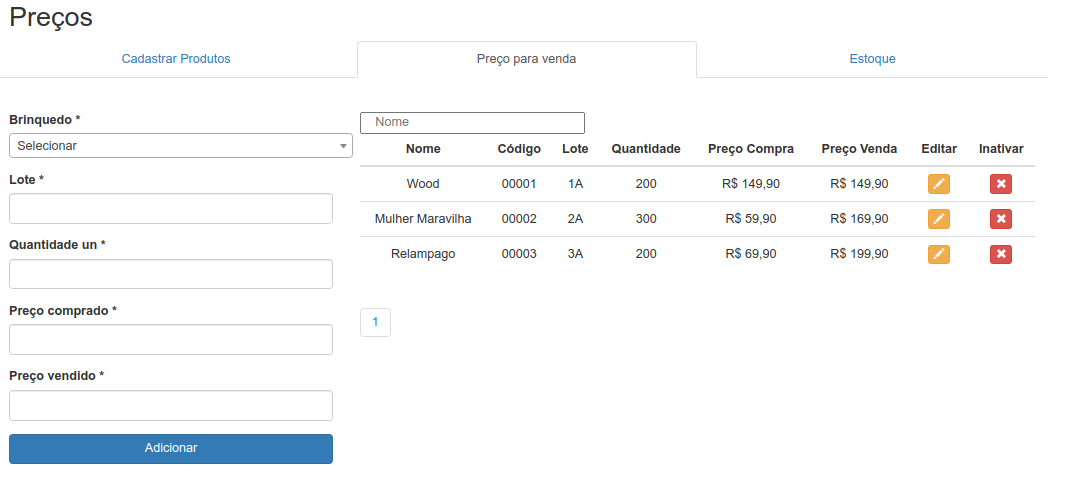 Preços
Cadastrar Produtos Preço para venda Estoque
Brinquedo *
Selecionar
Lote *
Quantidade un *
Preço comprado *
Preço vendido *
Adicionar
Nome
Nome Código Lote Quantidade Preço Compra Preço Venda Editar Inativar
Wood 00001 1A 200 R$ 149,90 R$ 149,90
Mulher Maravilha 00002 2A 300 R$ 59,90 R$ 169,90
Relampago 00003 3A 200 R$ 69,90 R$ 199,90
1